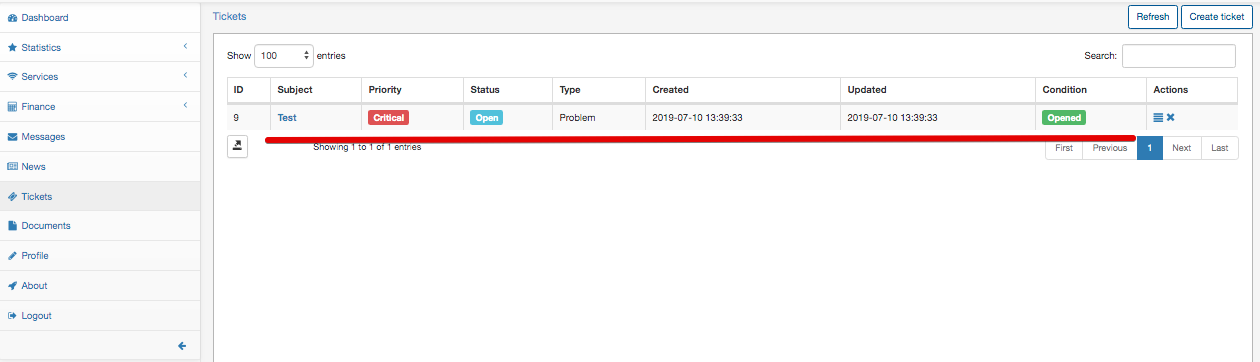 Dashboard
Statistics
Services
Finance
Messages
News
Tickets
Documents
Profile
About
Logout
Tickets
Refresh
Create ticket
Show 100 entries
Search:
ID Subject Priority Status Type Created Updated Condition Actions
9 Test Critical Open Problem 2019-07-10 13:39:33 2019-07-10 13:39:33 Opened
Showing 1 to 1 of 1 entries
First Previous 1 Next Last